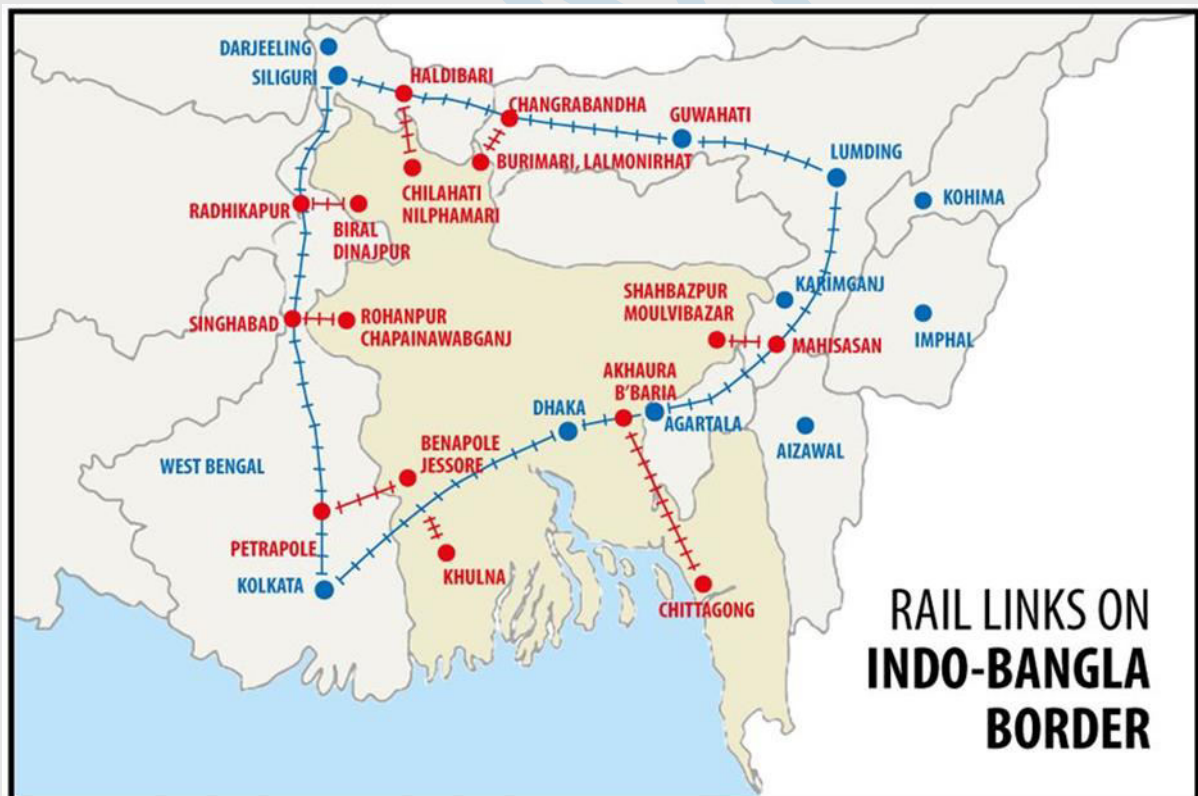 DARJEELING
SILIGURI
HALDIBARI
CHANGRABANDHA
GUWAHATI
BURIMARI, LALMONIRHAT
LUMDING
CHILAHATI
NILPHAMARI
KOHIMA
RADHIKAPUR
BIRAL
DINAJPUR
SHAHBAZPUR
MOULVIBAZAR
KARIMGANJ
SINGHABAD
ROHANPUR
CHAPAINAWABGANJ
MAHISASAN
IMPHAL
AKHAURA
B'BARIA
DHAKA
AGARTALA
AIZAWAL
BENAPOLE
JESSORE
WEST BENGAL
PETRAPOLE
KHULNA
KOLKATA
CHITTAGONG
RAIL LINKS ON
INDO-BANGLA
BORDER